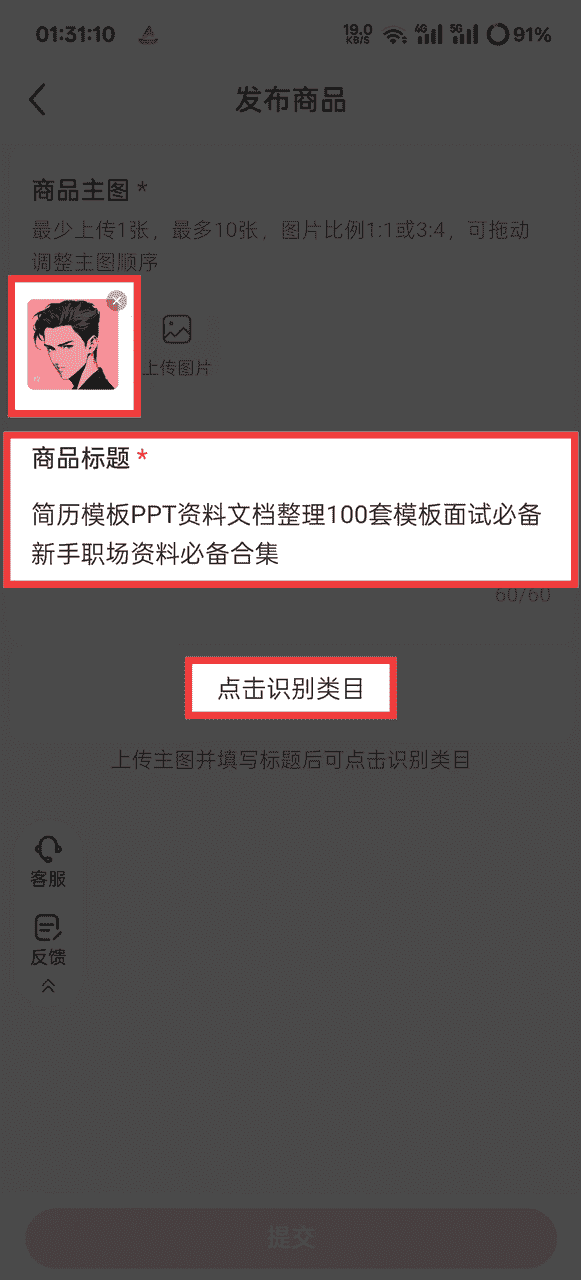 01:31:10
19.0
KB/S
4G
5G
91%
发布商品
商品主图 *
最少上传1张，最多10张，图片比例1:1或3:4，可拖动
调整主图顺序
上传图片
商品标题 *
简历模板PPT资料文档整理100套模板面试必备
新手职场资料必备合集
60/60
点击识别类目
上传主图并填写标题后可点击识别类目
客服
反馈
提交